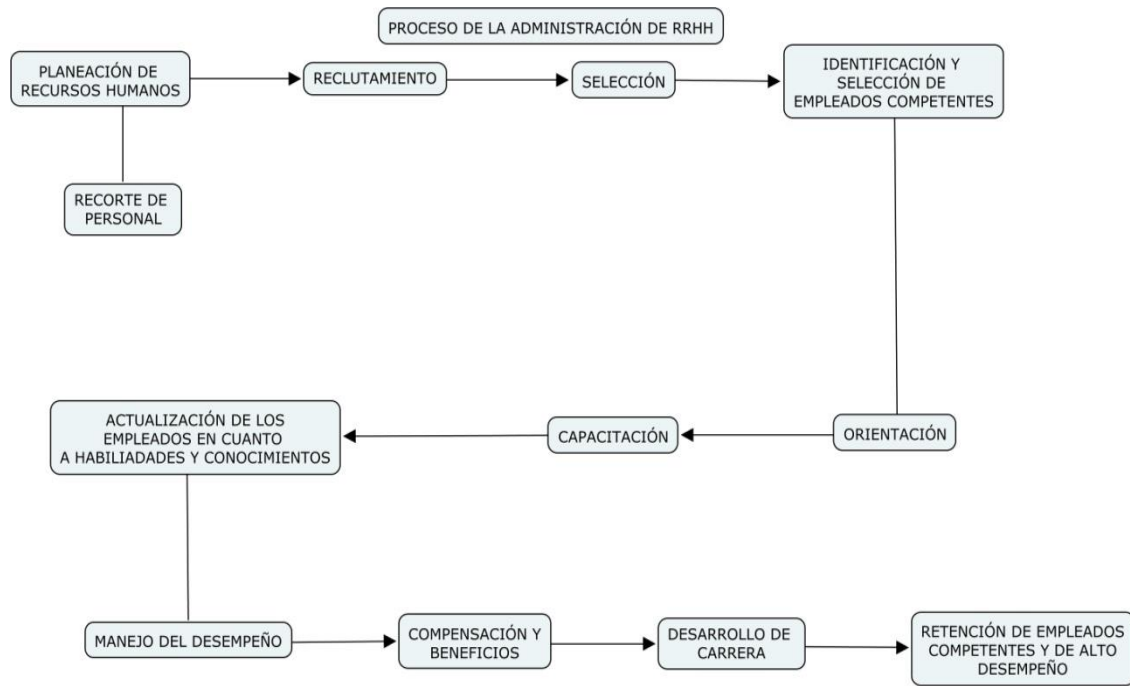 PROCESO DE LA ADMINISTRACIÓN DE RRHH
PLANEACIÓN DE
RECURSOS HUMANOS
RECLUTAMIENTO
SELECCIÓN
IDENTIFICACIÓN Y
SELECCIÓN DE
EMPLEADOS COMPETENTES
RECORTE DE
PERSONAL
ORIENTACIÓN
CAPACITACIÓN
ACTUALIZACIÓN DE LOS
EMPLEADOS EN CUANTO
A HABILIADADES Y CONOCIMIENTOS
MANEJO DEL DESEMPEÑO
COMPENSACIÓN Y
BENEFICIOS
DESARROLLO DE
CARRERA
RETENCIÓN DE EMPLEADOS
COMPETENTES Y DE ALTO
DESEMPEÑO